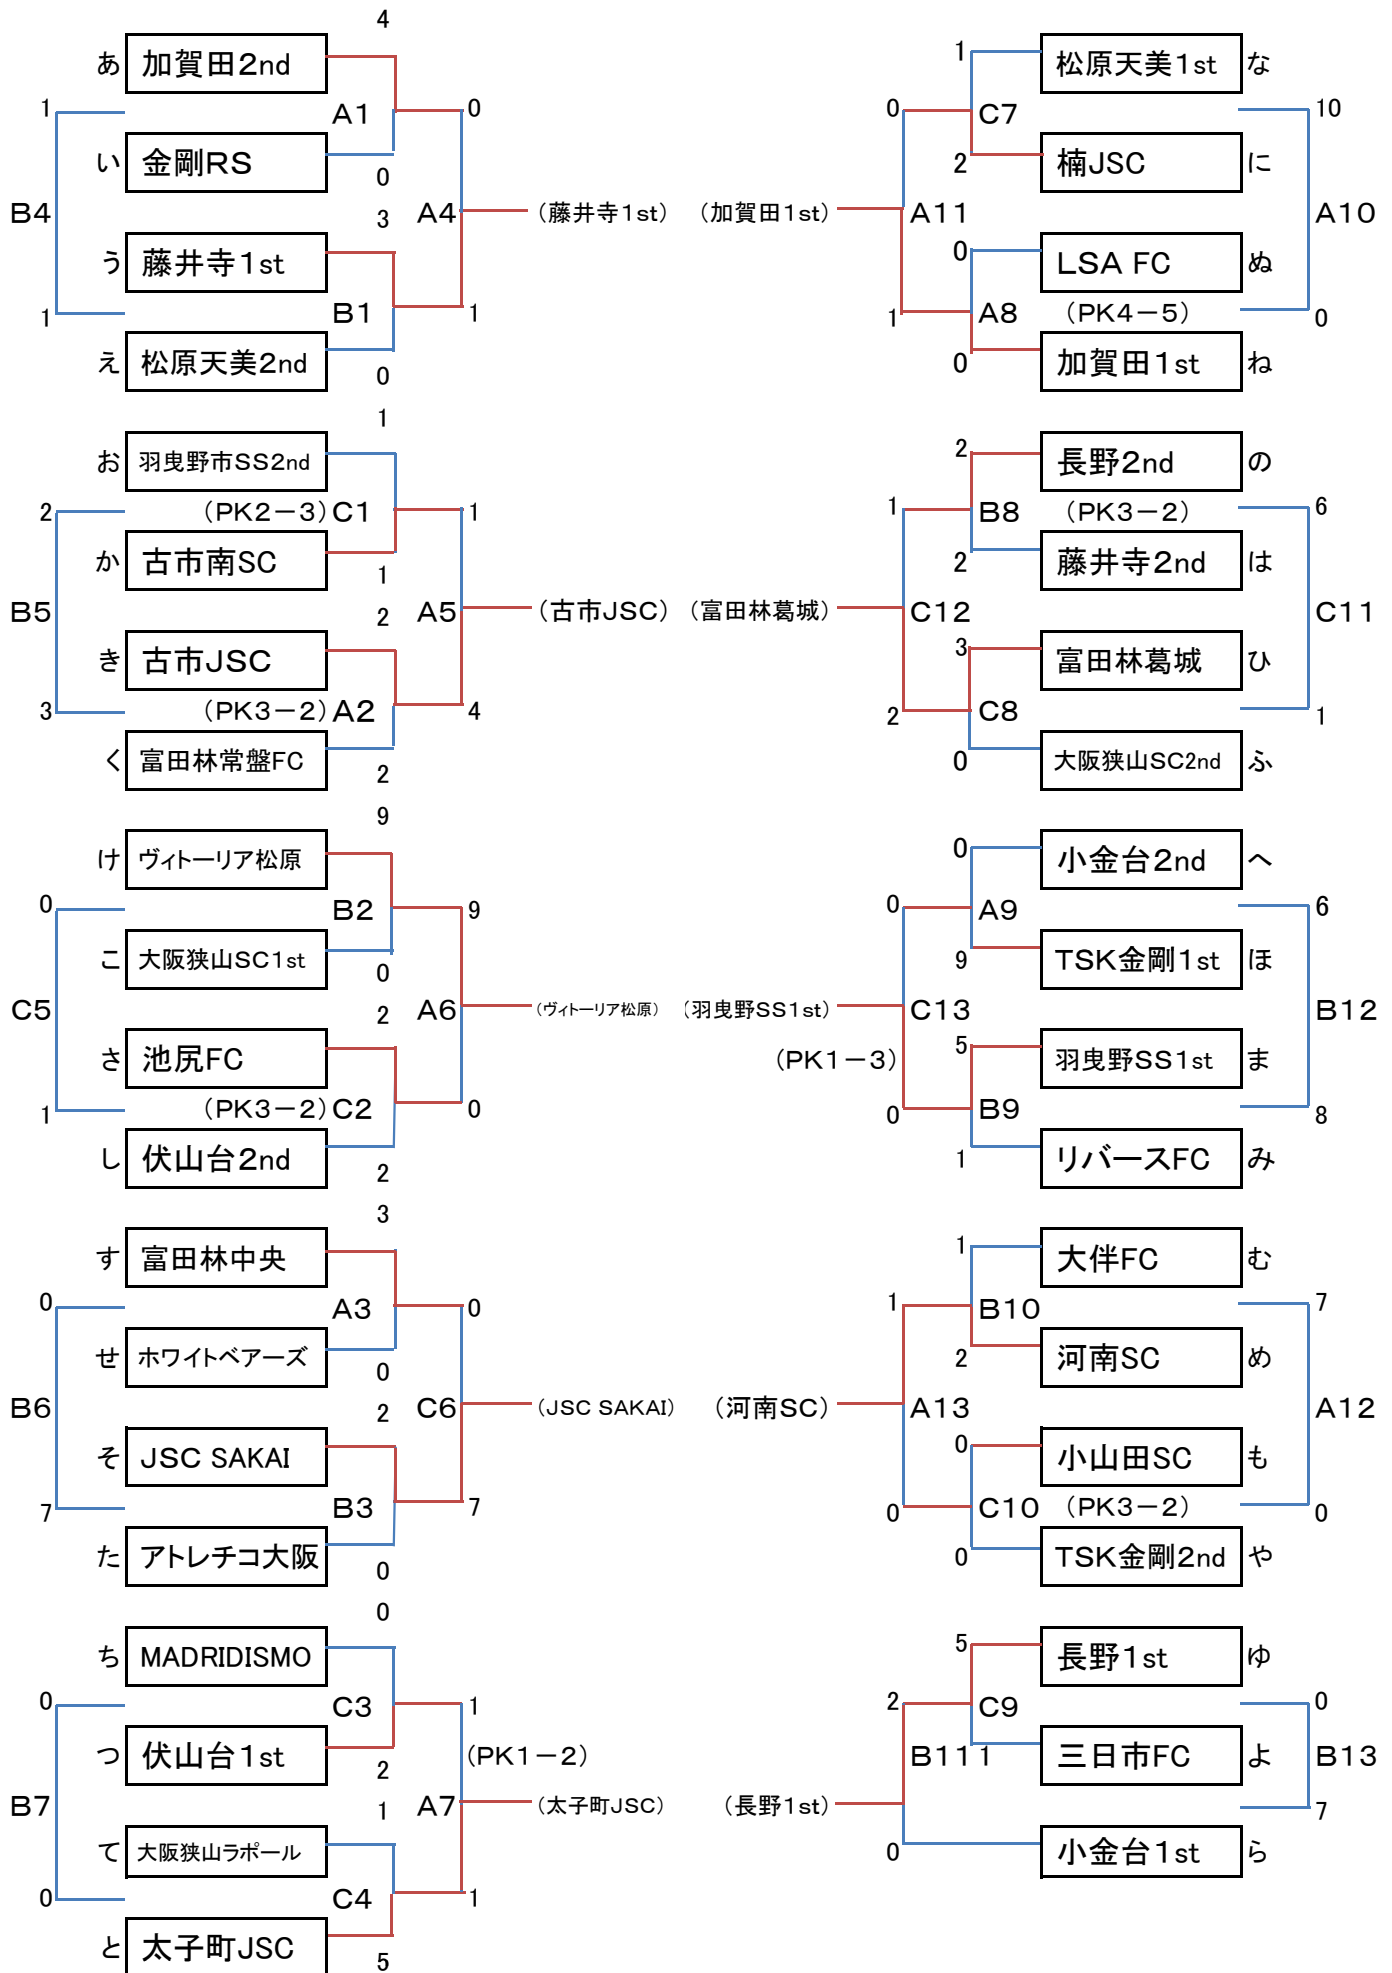 4
あ 加賀田2nd
1 A1 0
い 金剛RS
0
B4 3 A4 (藤井寺1st)
う 藤井寺1st
1 B1 1
え 松原天美2nd
0
1
お 羽曳野市SS2nd
2 (PK2-3) C1 1
か 古市南SC
1
B5 2 A5 (古市JSC)
き 古市JSC
3 (PK3-2) A2 4
く 富田林常盤FC
2
9
け ヴィトーリア松原
0 B2 9
こ 大阪狭山SC1st
0
C5 2 A6 (ヴィトーリア松原)
さ 池尻FC
1 (PK3-2) C2 0
し 伏山台2nd
2
3
す 富田林中央
0 A3 0
せ ホワイトベアーズ
0
B6 2 C6 (JSC SAKAI)
そ JSC SAKAI
7 B3 7
た アトレチコ大阪
0
0
ち MADRIDISMO
0 C3 1
つ 伏山台1st (PK1-2)
2
B7 1 A7 (太子町JSC)
て 大阪狭山ラポール
0 C4 1
と 太子町JSC
5
1 松原天美1st な
0 C7 10
2 楠JSC に
(加賀田1st) A11 A10
0 LSA FC ぬ
1 A8 (PK4-5) 0
0 加賀田1st ね
2 長野2nd の
1 B8 (PK3-2) 6
2 藤井寺2nd は
(富田林葛城) C12 C11
3 富田林葛城 ひ
2 C8 1
0 大阪狭山SC2nd ふ
0 小金台2nd へ
0 A9 6
9 TSK金剛1st ほ
(羽曳野SS1st) C13 B12
(PK1-3) 5 羽曳野SS1st ま
0 B9 8
1 リバースFC み
1 大伴FC む
1 B10 7
2 河南SC め
(河南SC) A13 A12
0 小山田SC も
0 C10 (PK3-2) 0
0 TSK金剛2nd や
5 長野1st ゆ
2 C9 0
B111 三日市FC よ B13
(長野1st) 7
0 小金台1st ら